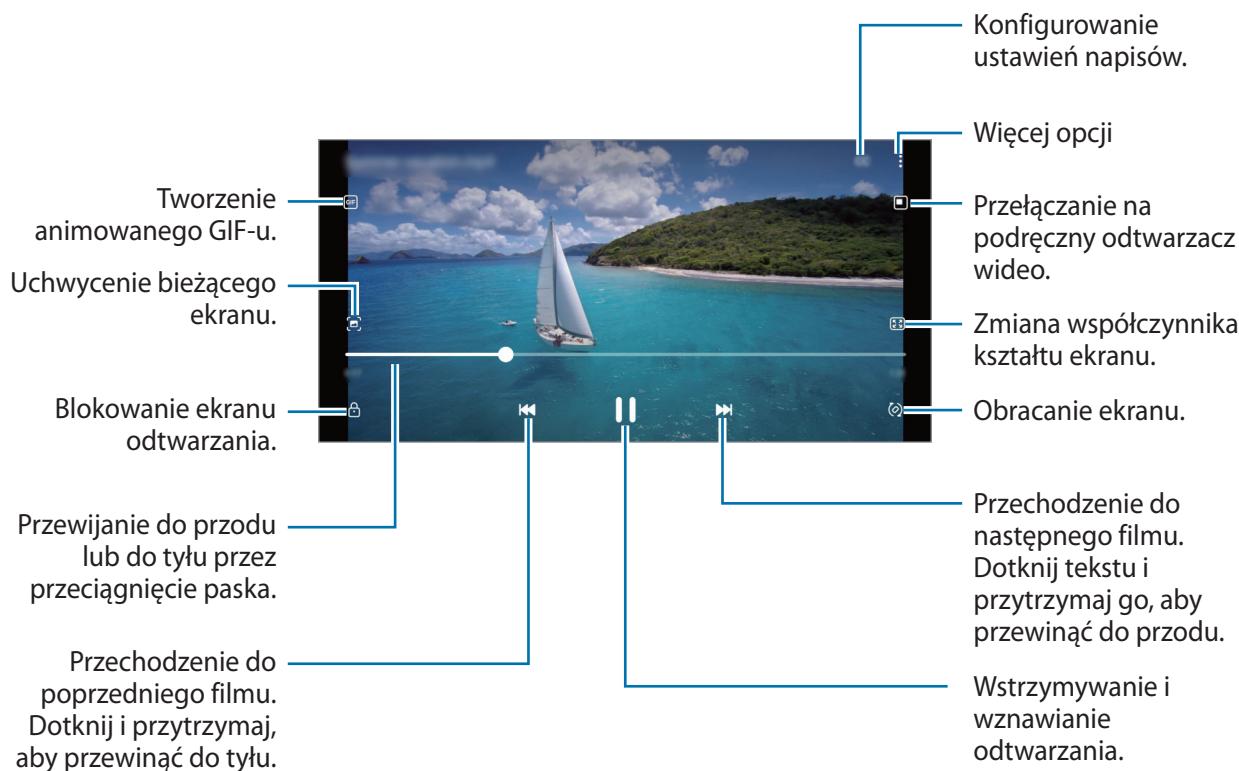 Konfigurowanie
ustawień napisów.
Więcej opcji
Tworzenie
animowanego GIF-u.
GIF
Przełączanie na
podręczny odtwarzacz
wideo.
Uchwycenie bieżącego
ekranu.
Zmiana współczynnika
kształtu ekranu.
Blokowanie ekranu
odtwarzania.
Obracanie ekranu.
Przewijanie do przodu
lub do tyłu przez
przeciągnięcie paska.
Przechodzenie do
następnego filmu.
Dotknij tekstu i
przytrzymaj go, aby
przewinąć do przodu.
Przechodzenie do
poprzedniego filmu.
Dotknij i przytrzymaj,
aby przewinąć do tyłu.
Wstrzymywanie i
wznawianie
odtwarzania.